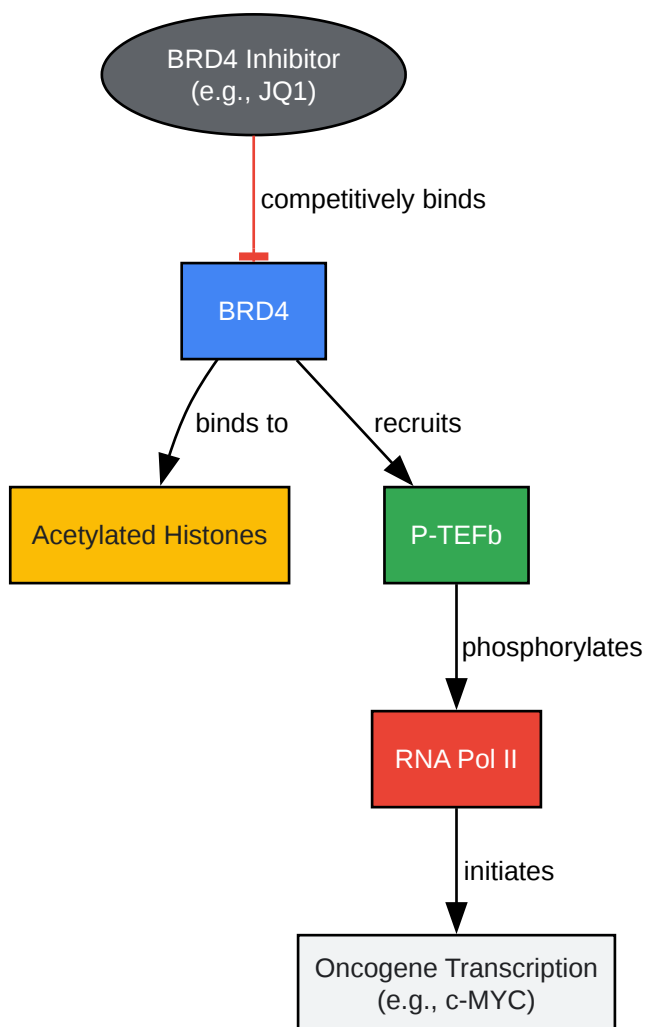 BRD4 Inhibitor
(e.g., JQ1)
competitively binds
BRD4
binds to
recruits
Acetylated Histones
P-TEFb
phosphorylates
RNA Pol II
initiates
Oncogene Transcription
(e.g., c-MYC)